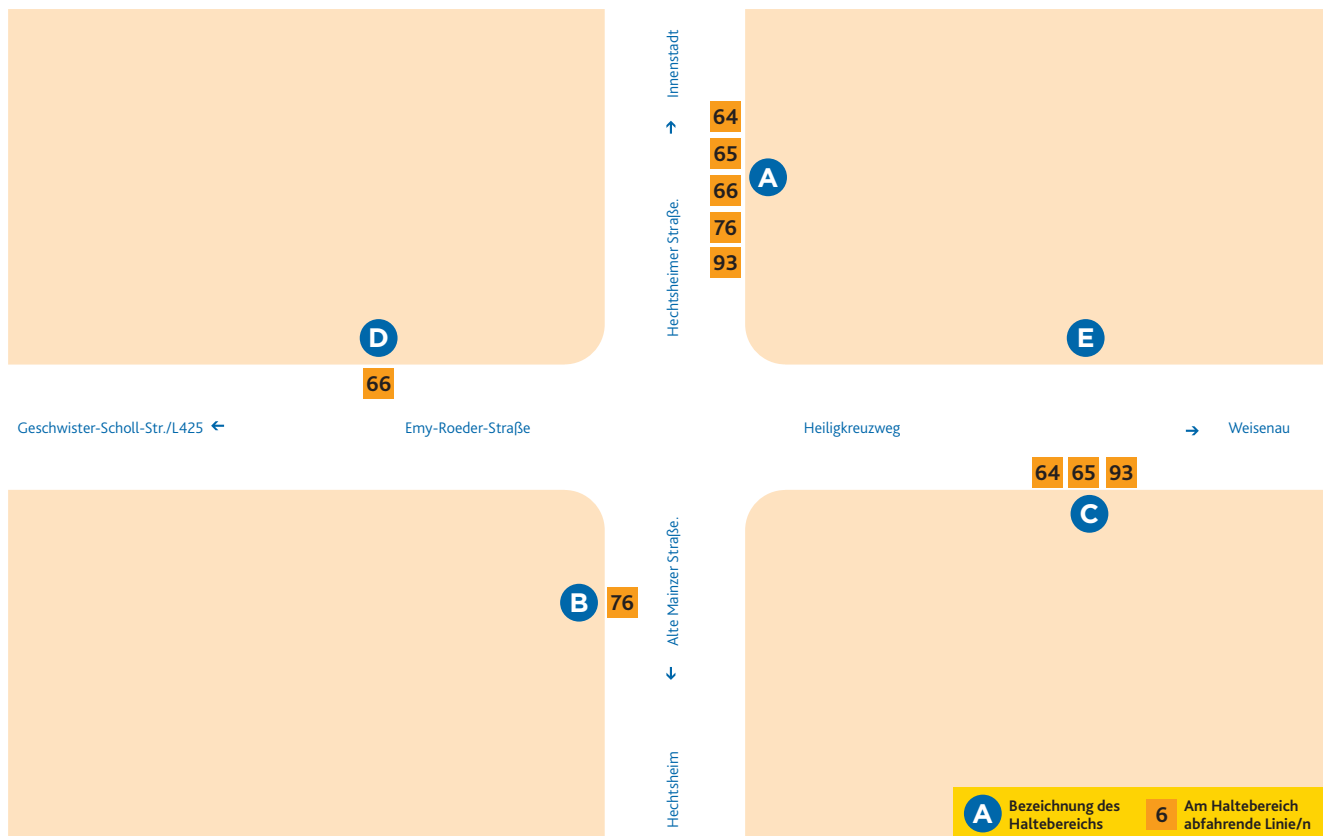 Innenstadt
Hechtsheimer Straße.
64
65
66
76
93
A
D
66
E
Geschwister-Scholl-Str./L425
Emy-Roeder-Straße
Heiligkreuzweg
Weisenau
64 65 93
C
B 76
Alte Mainzer Straße.
Hechtsheim
A
Bezeichnung des
Haltebereichs
6
Am Haltebereich
abfahrende Linie/n